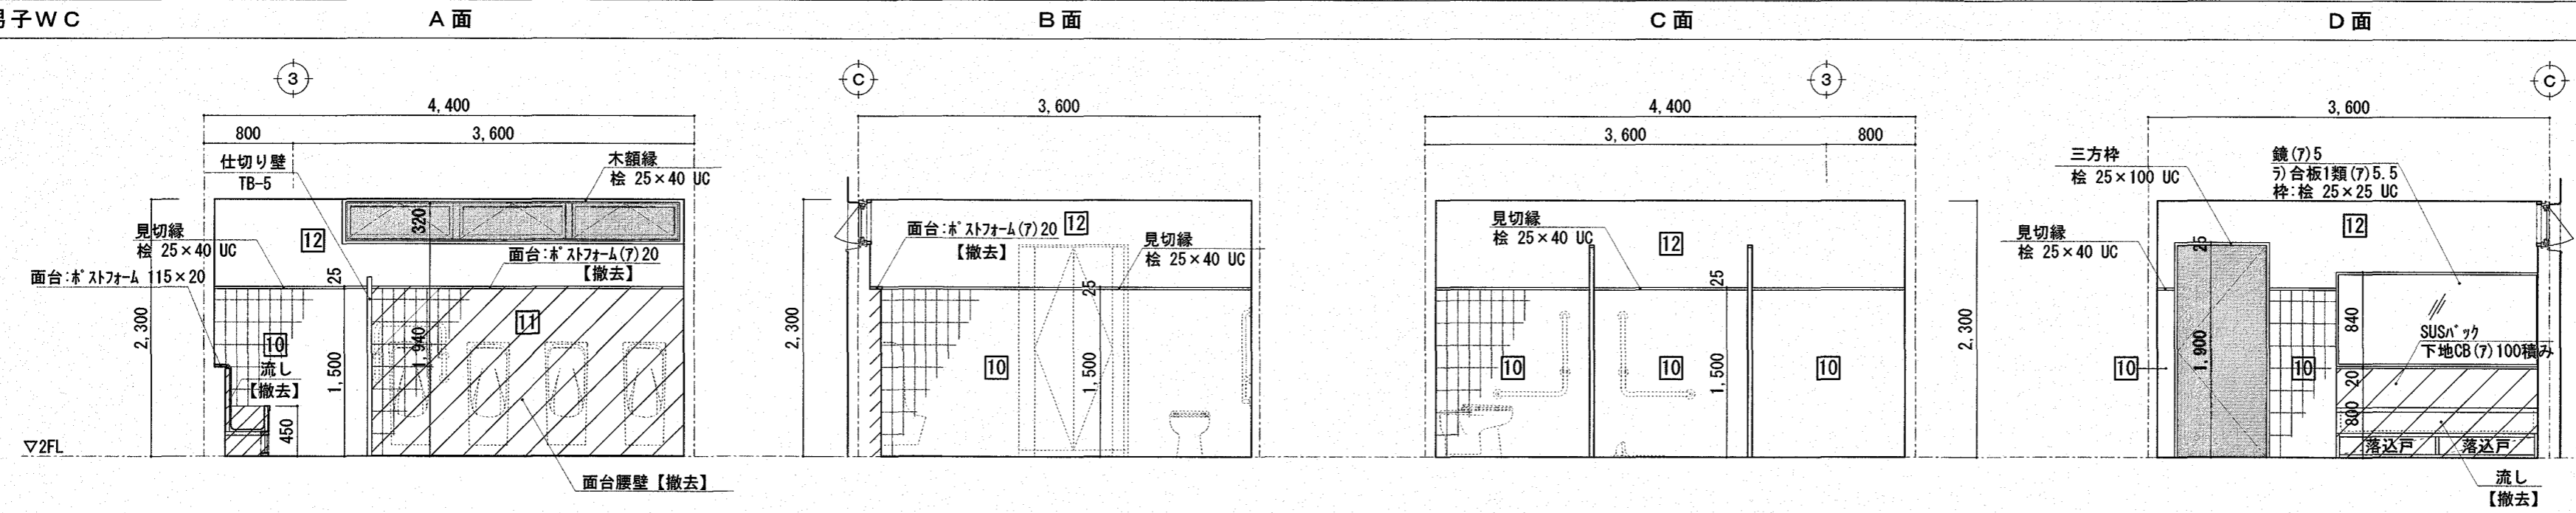 男子WC
A面
B面
C面
D面
3
4,400
800
3,600
仕切り壁
TB-5
木額縁
桧 25×40 UC
見切縁
桧 25×40 UC
面台:ﾎﾟｽﾄﾌｫｰﾑ 115×20
12
320
25
面台:ﾎﾟｽﾄﾌｫｰﾑ(ｱ)20
【撤去】
2,300
10
流し
【撤去】
450
1,500
1,940
11
▽2FL
面台腰壁【撤去】
C
3,600
面台:ﾎﾟｽﾄﾌｫｰﾑ(ｱ)20
【撤去】
12
見切縁
桧 25×40 UC
25
2,300
10
1,500
3
4,400
3,600
800
見切縁
桧 25×40 UC
12
25
10
10
1,500
10
2,300
C
3,600
三方枠
桧 25×100 UC
鏡(ｱ)5
ﾗ)合板1類(ｱ)5.5
枠:桧 25×25 UC
見切縁
桧 25×40 UC
12
25
840
SUSﾊﾞｯｸ
下地CB(ｱ)100積み
10
1,900
10
20
800
落込戸
落込戸
流し
【撤去】